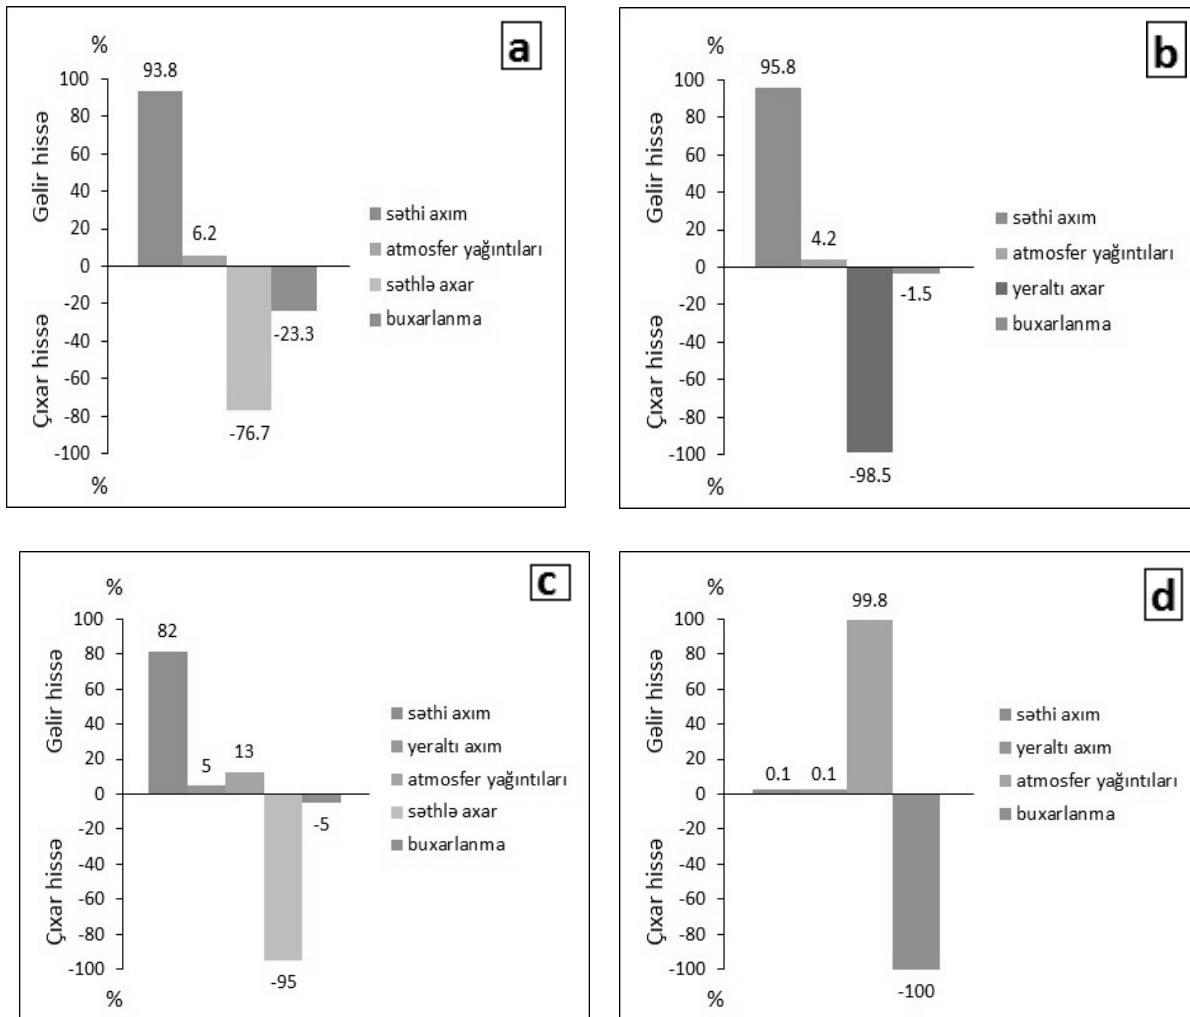 a
%
93.8
100
80
60
40
20
0
-20
-40
-60
-80
-100
%
Gəlir hissə
Çıxar hissə
6.2
-76.7
-23.3
səthi axım
atmosfer yağıntıları
səthlə axar
buxarlanma
b
%
95.8
100
80
60
40
20
0
-20
-40
-60
-80
-100
%
Gəlir hissə
Çıxar hissə
4.2
-98.5
-1.5
səthi axım
atmosfer yağıntıları
yeraltı axar
buxarlanma
c
%
100
80
60
40
20
0
-20
-40
-60
-80
-100
%
Gəlir hissə
Çıxar hissə
82
5
13
-95
-5
səthi axım
yeraltı axım
atmosfer yağıntıları
səthlə axar
buxarlanma
d
%
100
80
60
40
20
0
-20
-40
-60
-80
-100
%
Gəlir hissə
Çıxar hissə
0.1
0.1
99.8
-100
səthi axım
yeraltı axım
atmosfer yağıntıları
buxarlanma